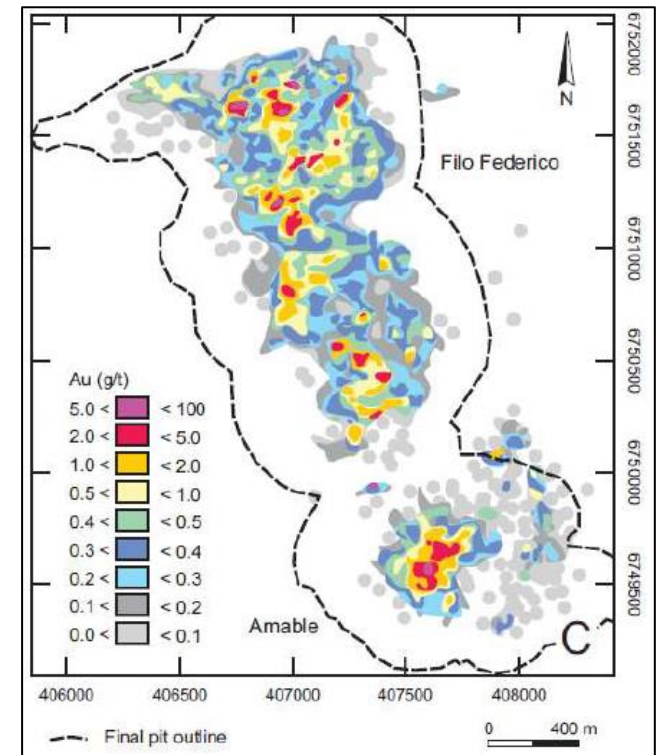 N
Filo Federico
6752000
6751500
6751000
6750500
6750000
6749500
Au (g/t)
5.0 < < 100
2.0 < < 5.0
1.0 < < 2.0
0.5 < < 1.0
0.4 < < 0.5
0.3 < < 0.4
0.2 < < 0.3
0.1 < < 0.2
0.0 < < 0.1
Amable
C
406000 406500 407000 407500 408000
Final pit outline
0 400 m